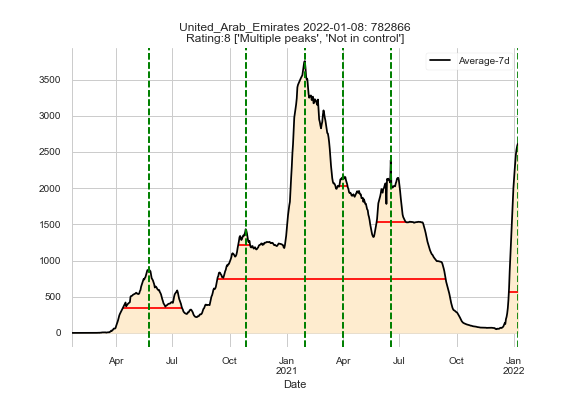 United_Arab_Emirates 2022-01-08: 782866
Rating:8 ['Multiple peaks', 'Not in control']
Average-7d
3500
3000
2500
2000
1500
1000
500
0
Apr Jul Oct Jan Apr Jul Oct Jan
2021 2022
Date